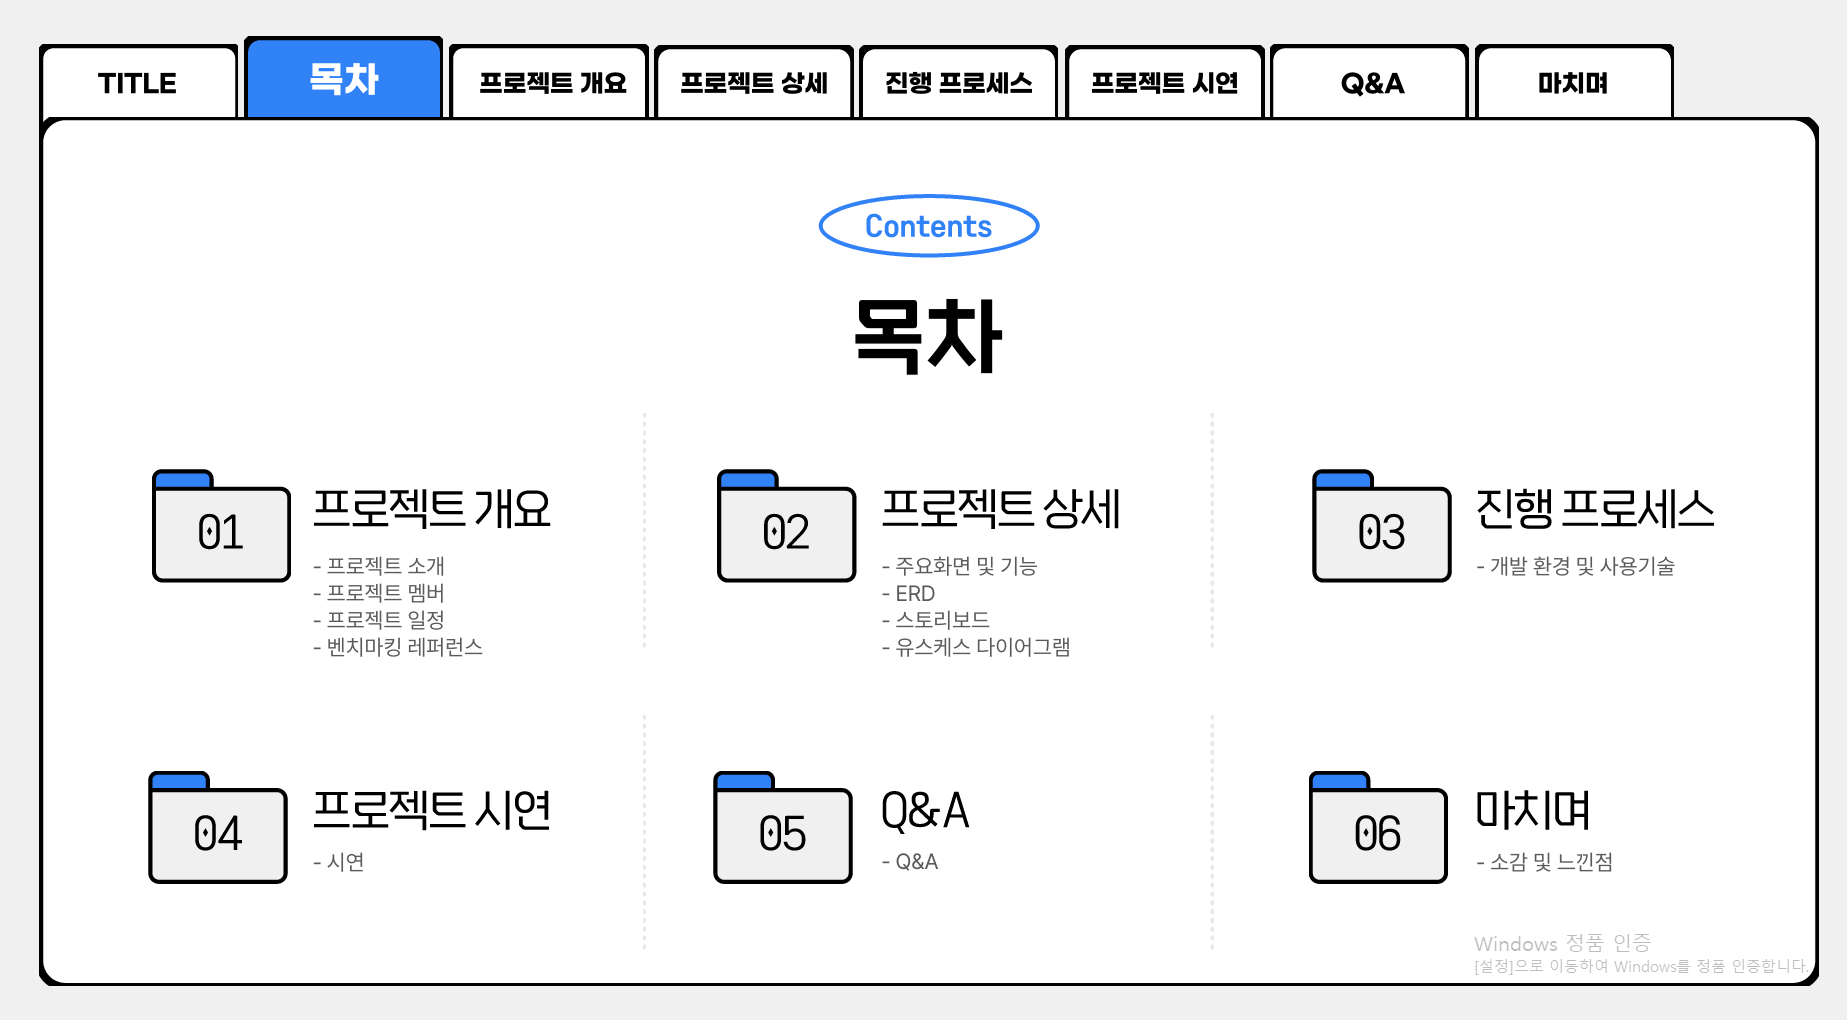 TITLE
목차
프로젝트 개요
프로젝트 상세
진행 프로세스
프로젝트 시연
Q&A
마치며
Contents
목차
01
프로젝트 개요
- 프로젝트 소개
- 프로젝트 멤버
- 프로젝트 일정
- 벤치마킹 레퍼런스
02
프로젝트 상세
- 주요화면 및 기능
- ERD
- 스토리보드
- 유스케스 다이어그램
03
진행 프로세스
- 개발 환경 및 사용기술
04
프로젝트 시연
- 시연
05
Q&A
- Q&A
06
마치며
- 소감 및 느낀점
Windows 정품 인증
[설정]으로 이동하여 Windows를 정품 인증합니다.